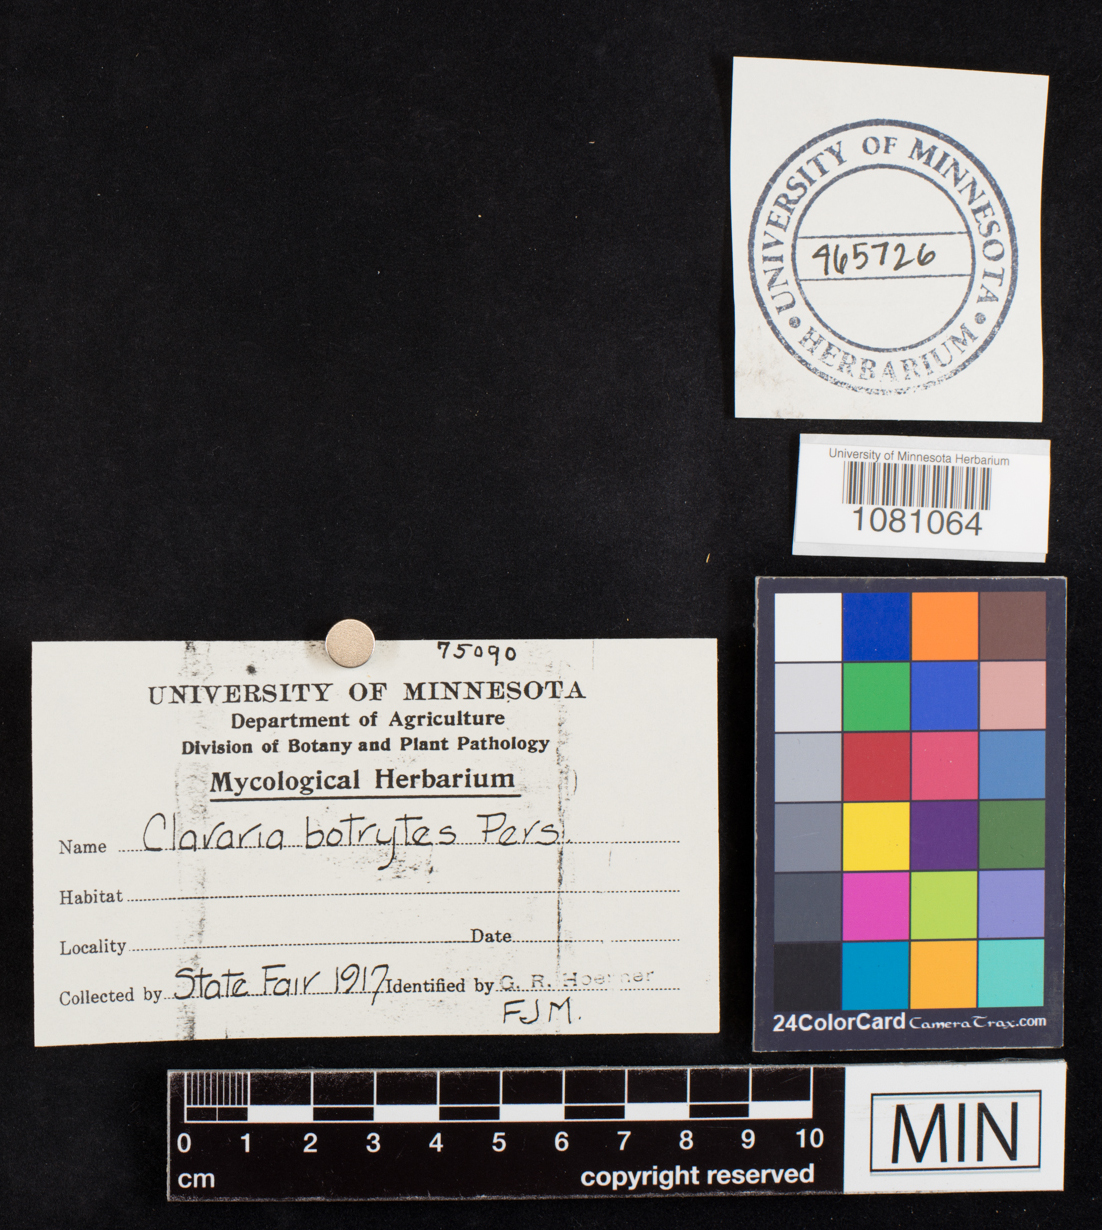 UNIVERSITY OF MINNESOTA
• HERBARIUM •
965726
University of Minnesota Herbarium
1081064
75090
UNIVERSITY OF MINNESOTA
Department of Agriculture
Division of Botany and Plant Pathology
Mycological Herbarium
Name Clavaria botrytes Pers.
Habitat
Locality Date
Collected by State Fair 1917 Identified by G. R. Hoerner
FJM.
24ColorCard CameraTrax.com
0 1 2 3 4 5 6 7 8 9 10
cm
copyright reserved
MIN